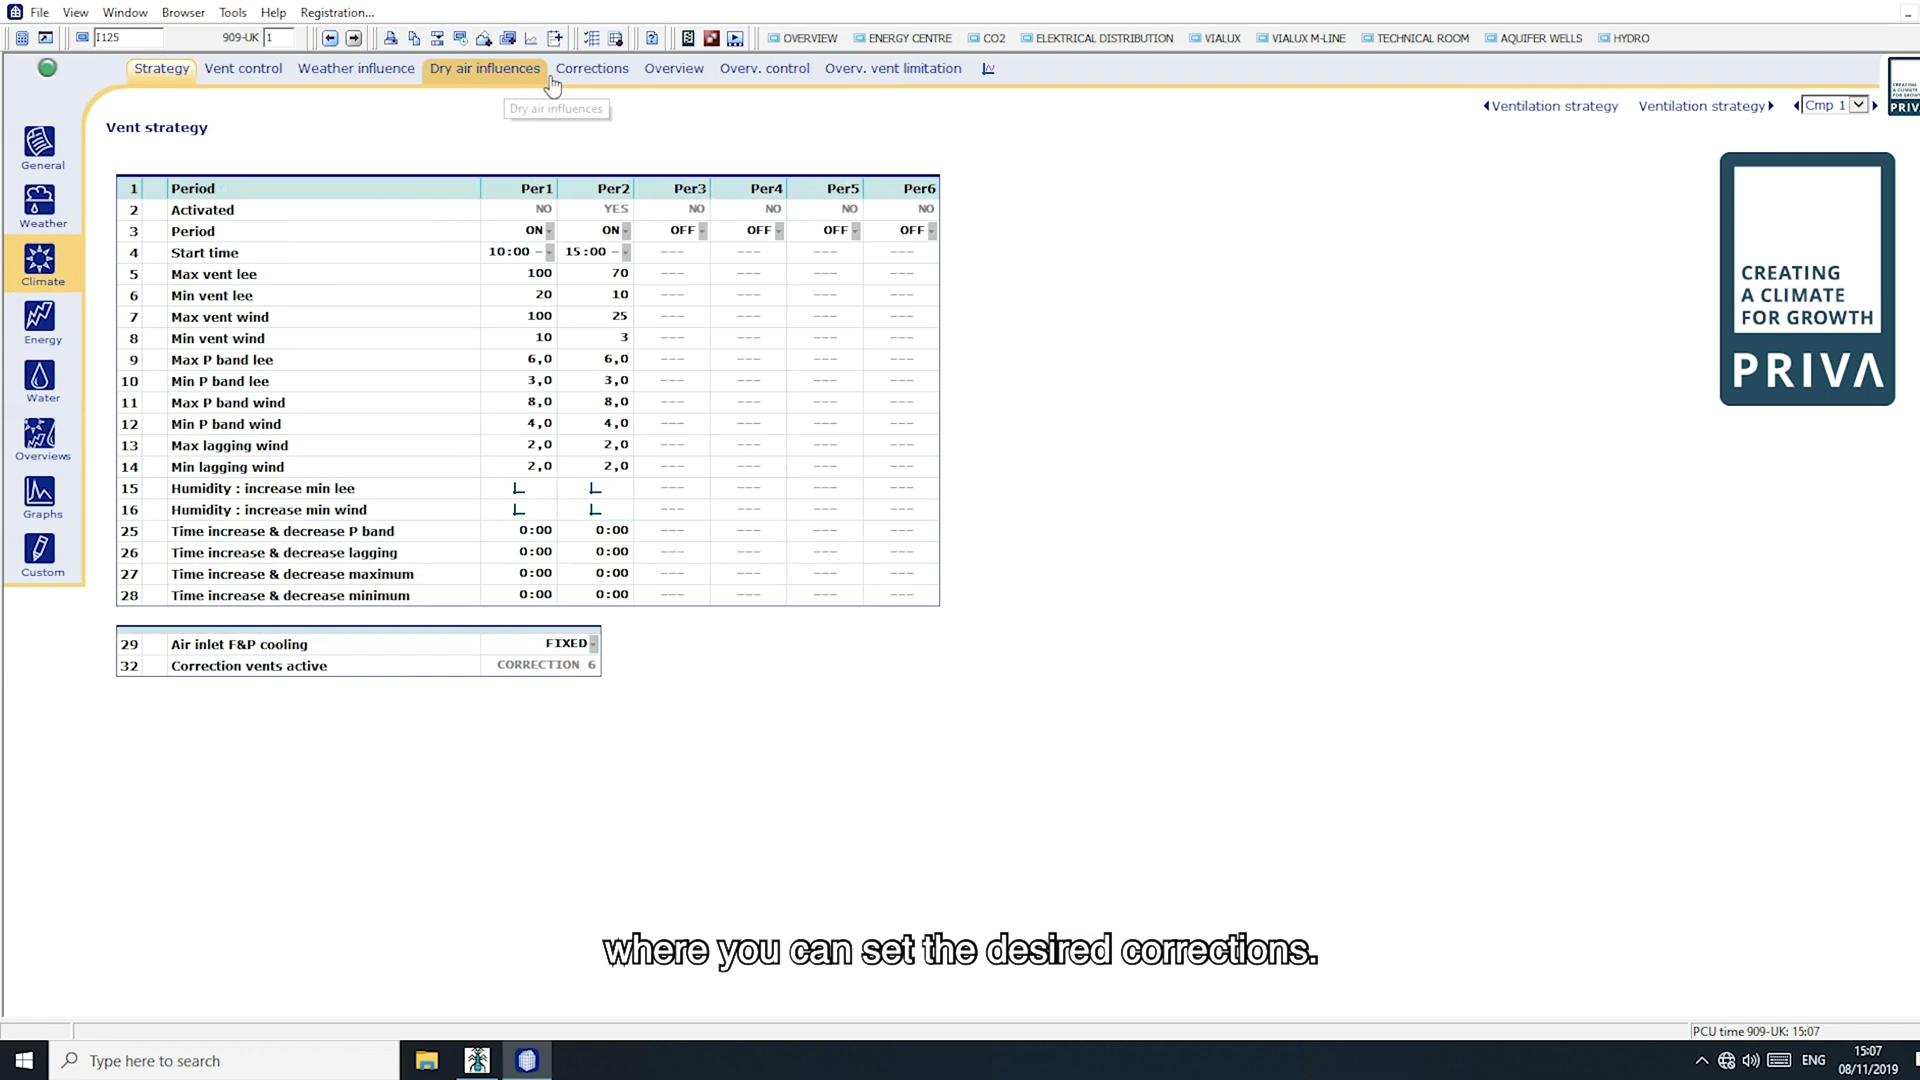 File View Window Browser Tools Help Registration...
I125 909-UK 1 OVERVIEW ENERGY CENTRE CO2 ELEKTRICAL DISTRIBUTION VIALUX VIALUX M-LINE TECHNICAL ROOM AQUIFER WELLS HYDRO
Strategy Vent control Weather influence Dry air influences Corrections Overview Overv. control Overv. vent limitation
Dry air influences
Ventilation strategy Ventilation strategy Cmp 1
Vent strategy
General
Weather
Climate
Energy
Water
Overviews
Graphs
Custom
1 Period Per1 Per2 Per3 Per4 Per5 Per6
2 Activated NO YES NO NO NO NO
3 Period ON ON OFF OFF OFF OFF
4 Start time 10:00 – 15:00 – --- --- --- ---
5 Max vent lee 100 70 --- --- --- ---
6 Min vent lee 20 10 --- --- --- ---
7 Max vent wind 100 25 --- --- --- ---
8 Min vent wind 10 3 --- --- --- ---
9 Max P band lee 6,0 6,0 --- --- --- ---
10 Min P band lee 3,0 3,0 --- --- --- ---
11 Max P band wind 8,0 8,0 --- --- --- ---
12 Min P band wind 4,0 4,0 --- --- --- ---
13 Max lagging wind 2,0 2,0 --- --- --- ---
14 Min lagging wind 2,0 2,0 --- --- --- ---
15 Humidity : increase min lee --- --- --- ---
16 Humidity : increase min wind --- --- --- ---
25 Time increase & decrease P band 0:00 0:00 --- --- --- ---
26 Time increase & decrease lagging 0:00 0:00 --- --- --- ---
27 Time increase & decrease maximum 0:00 0:00 --- --- --- ---
28 Time increase & decrease minimum 0:00 0:00 --- --- --- ---
29 Air inlet F&P cooling FIXED
32 Correction vents active CORRECTION 6
CREATING
A CLIMATE
FOR GROWTH
PRIVA
PRIV
where you can set the desired corrections.
PCU time 909-UK: 15:07
Type here to search
ENG
15:07
08/11/2019